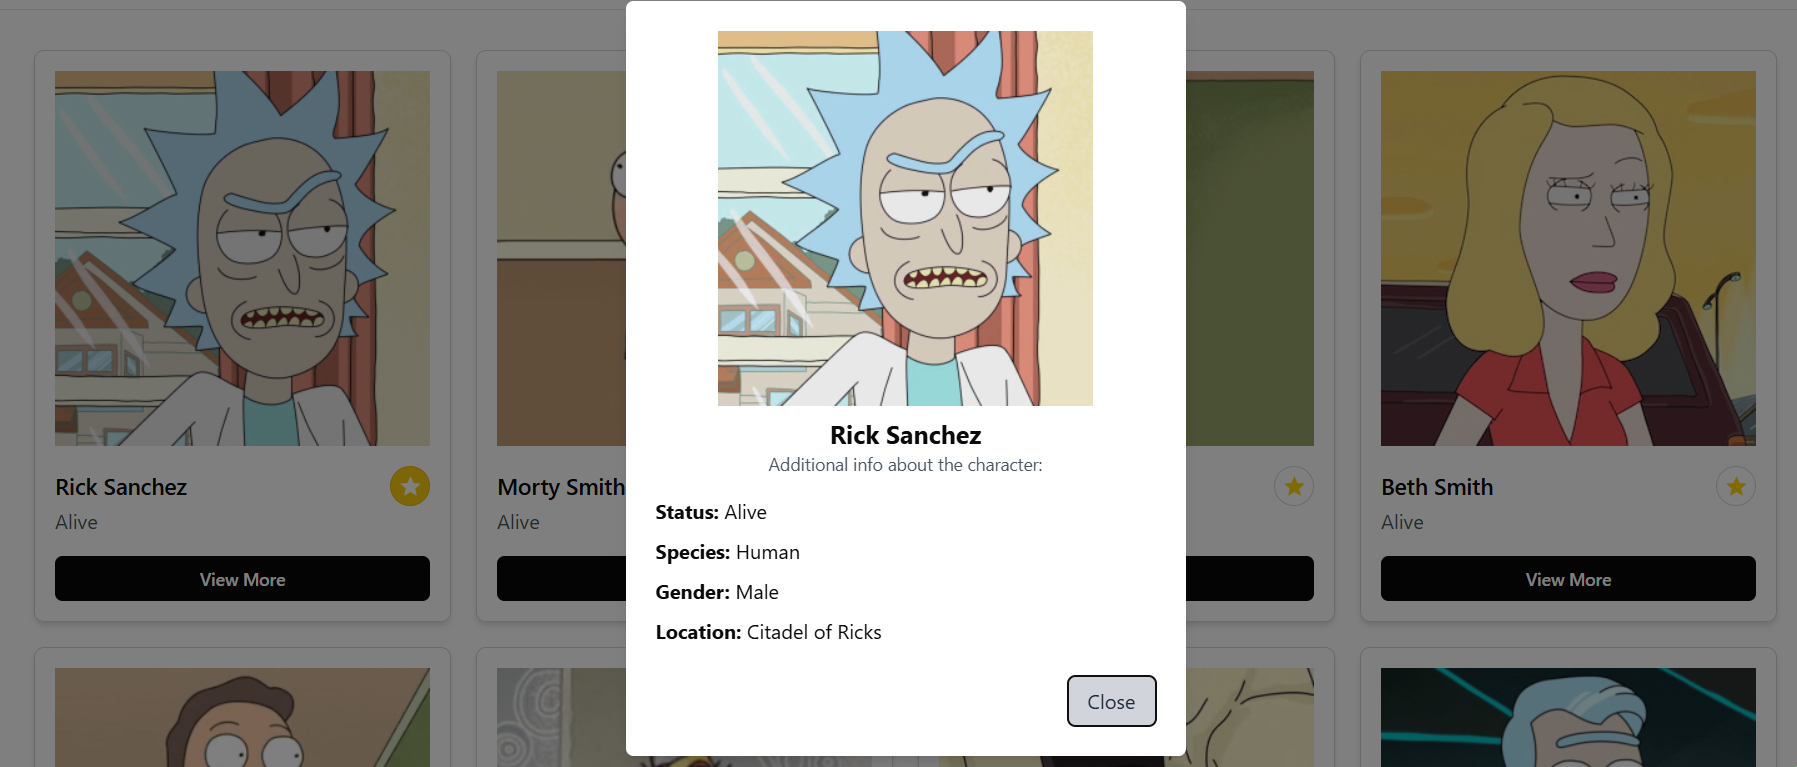 Rick Sanchez
Additional info about the character:
Status: Alive
Species: Human
Gender: Male
Location: Citadel of Ricks
Close
Rick Sanchez
Alive
View More
Morty Smith
Alive
Beth Smith
Alive
View More